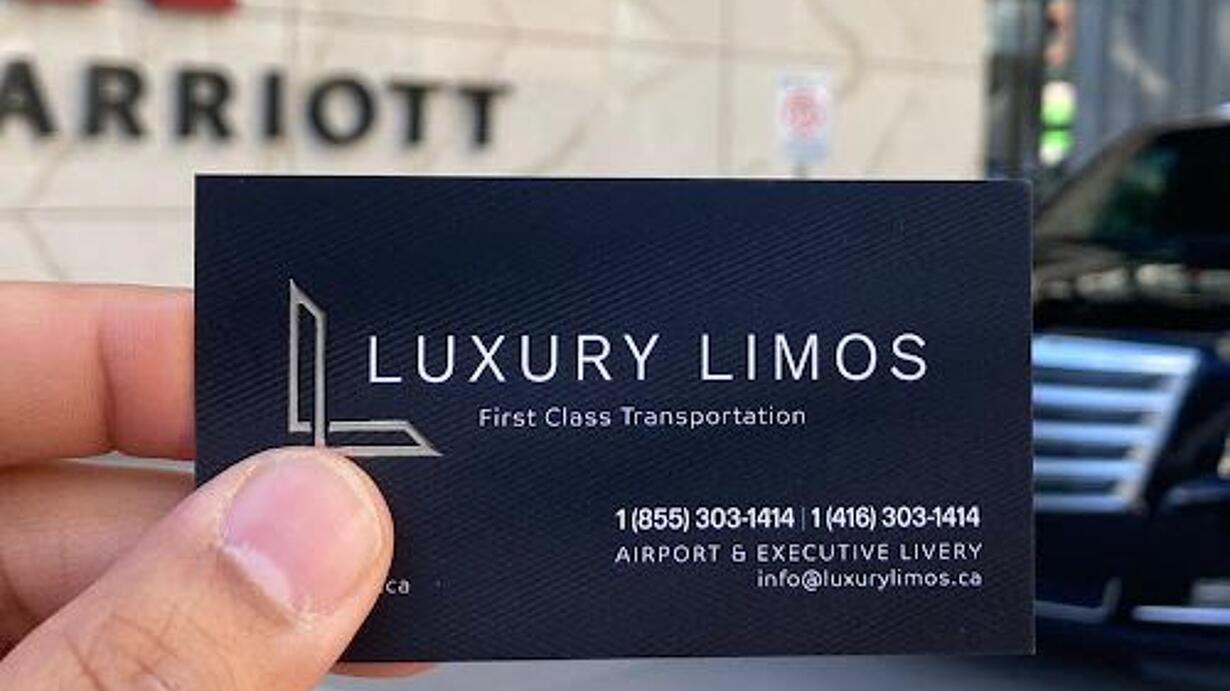 ARRIOTT
LUXURY LIMOS
First Class Transportation
1 (855) 303-1414 | 1 (416) 303-1414
AIRPORT & EXECUTIVE LIVERY
info@luxurylimos.ca
.ca